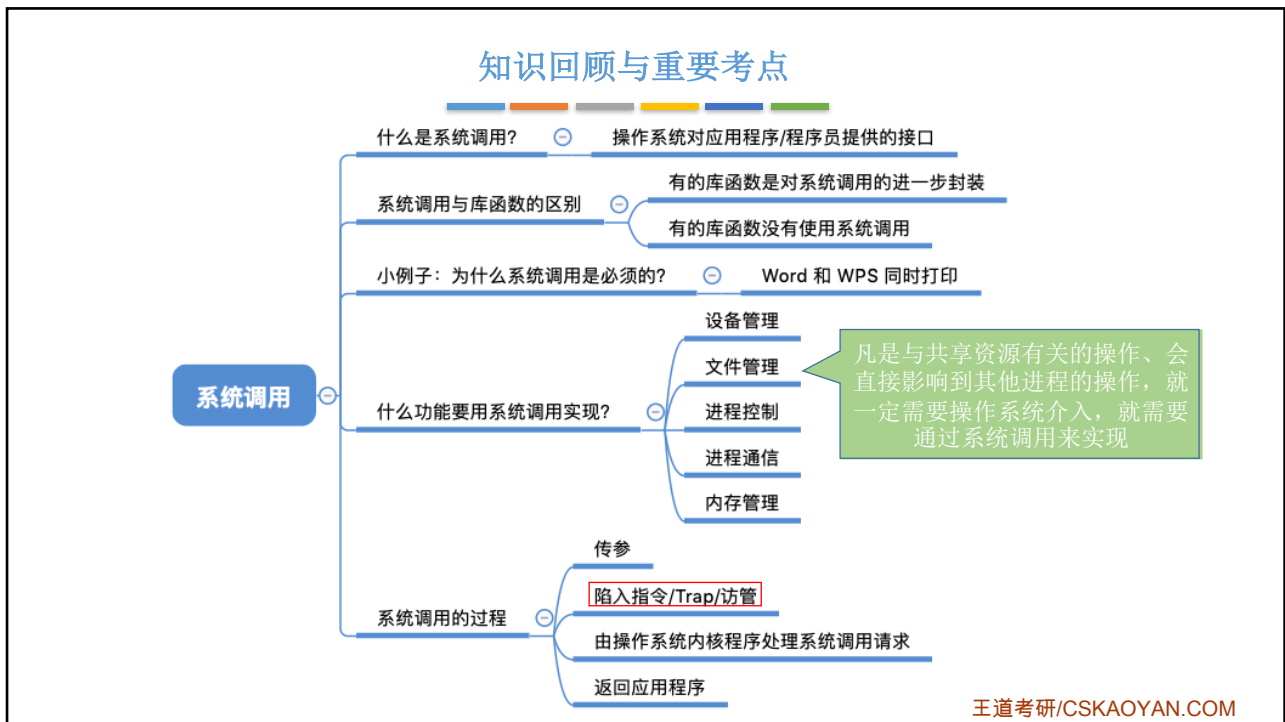 知识回顾与重要考点
什么是系统调用？
操作系统对应用程序/程序员提供的接口
系统调用与库函数的区别
有的库函数是对系统调用的进一步封装
有的库函数没有使用系统调用
小例子：为什么系统调用是必须的？
Word 和 WPS 同时打印
系统调用
什么功能要用系统调用实现？
设备管理
文件管理
进程控制
进程通信
内存管理
凡是与共享资源有关的操作、会
直接影响到其他进程的操作，就
一定需要操作系统介入，就需要
通过系统调用来实现
系统调用的过程
传参
陷入指令/Trap/访管
由操作系统内核程序处理系统调用请求
返回应用程序
王道考研/CSKAOYAN.COM